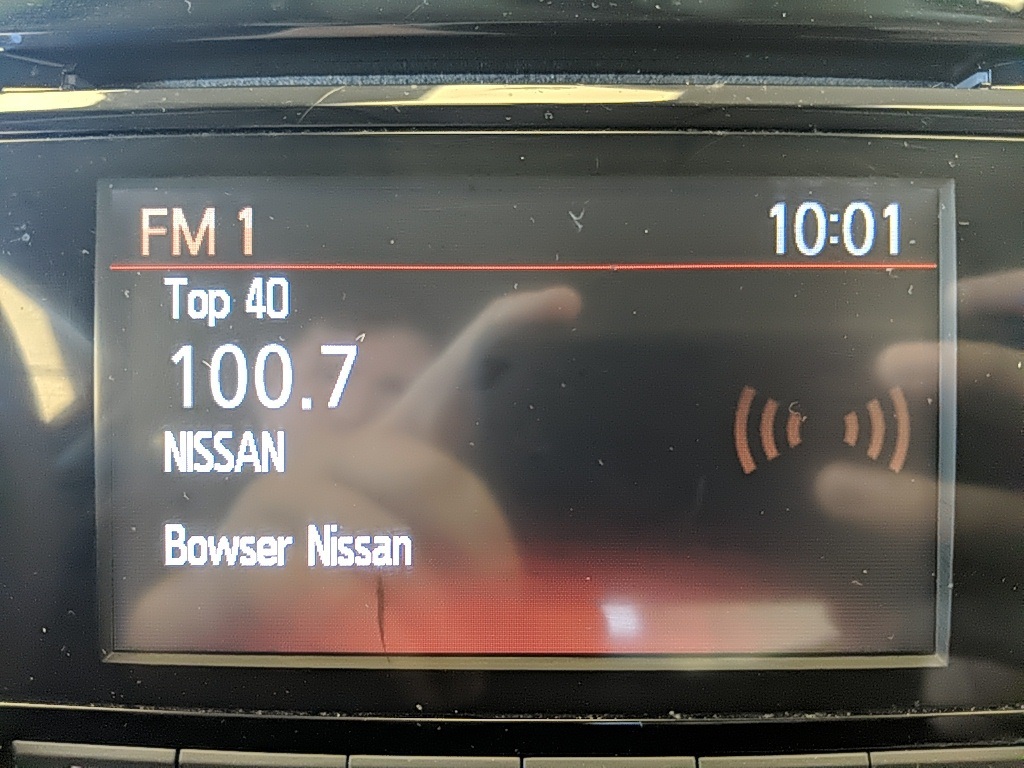 FM 1 10:01
Top 40
100.7
NISSAN
Bowser Nissan